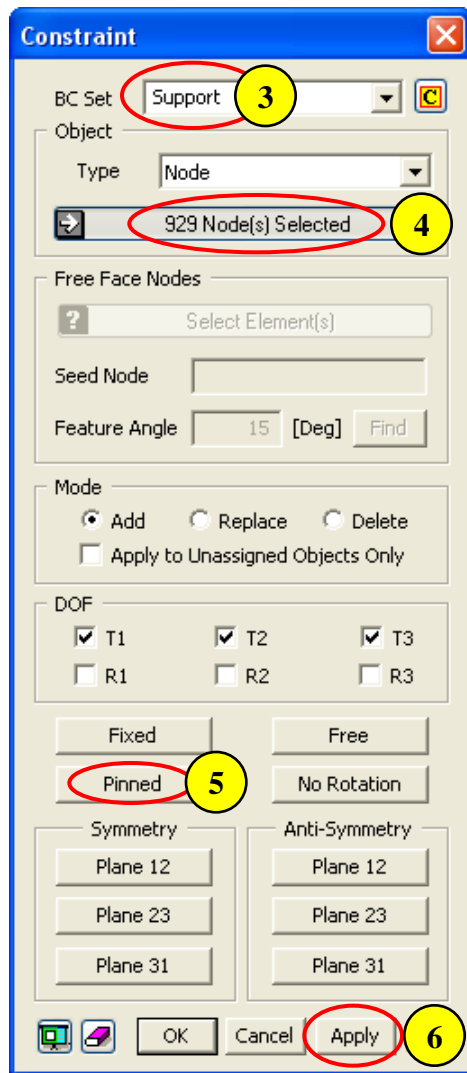 Constraint
BC Set Support 3 C
Object
Type Node
929 Node(s) Selected 4
Free Face Nodes
? Select Element(s)
Seed Node
Feature Angle 15 [Deg] Find
Mode
Add Replace Delete
Apply to Unassigned Objects Only
DOF
T1 T2 T3
R1 R2 R3
Fixed Free
Pinned 5 No Rotation
Symmetry Anti-Symmetry
Plane 12 Plane 12
Plane 23 Plane 23
Plane 31 Plane 31
OK Cancel Apply 6